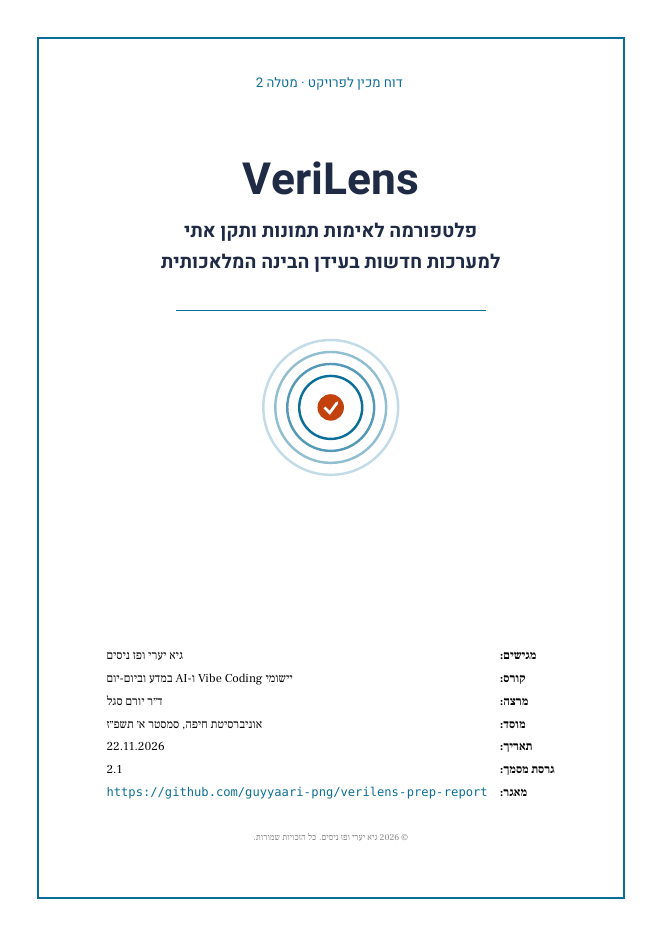 דוח מכין לפרויקט · מטלה 2
VeriLens
פלטפורמה לאימות תמונות ותקן אתי
למערכות חדשות בעידן הבינה המלאכותית
מגישים: גיא יערי ופז ניסים
קורס: יישומי Vibe Coding ו-AI במדע וביום-יום
מרצה: ד״ר יורם סגל
מוסד: אוניברסיטת חיפה, סמסטר א׳ תשפ״ז
תאריך: 22.11.2026
גרסת מסמך: 2.1
מאגר: https://github.com/guyyaari-png/verilens-prep-report
© 2026 גיא יערי ופז ניסים. כל הזכויות שמורות.